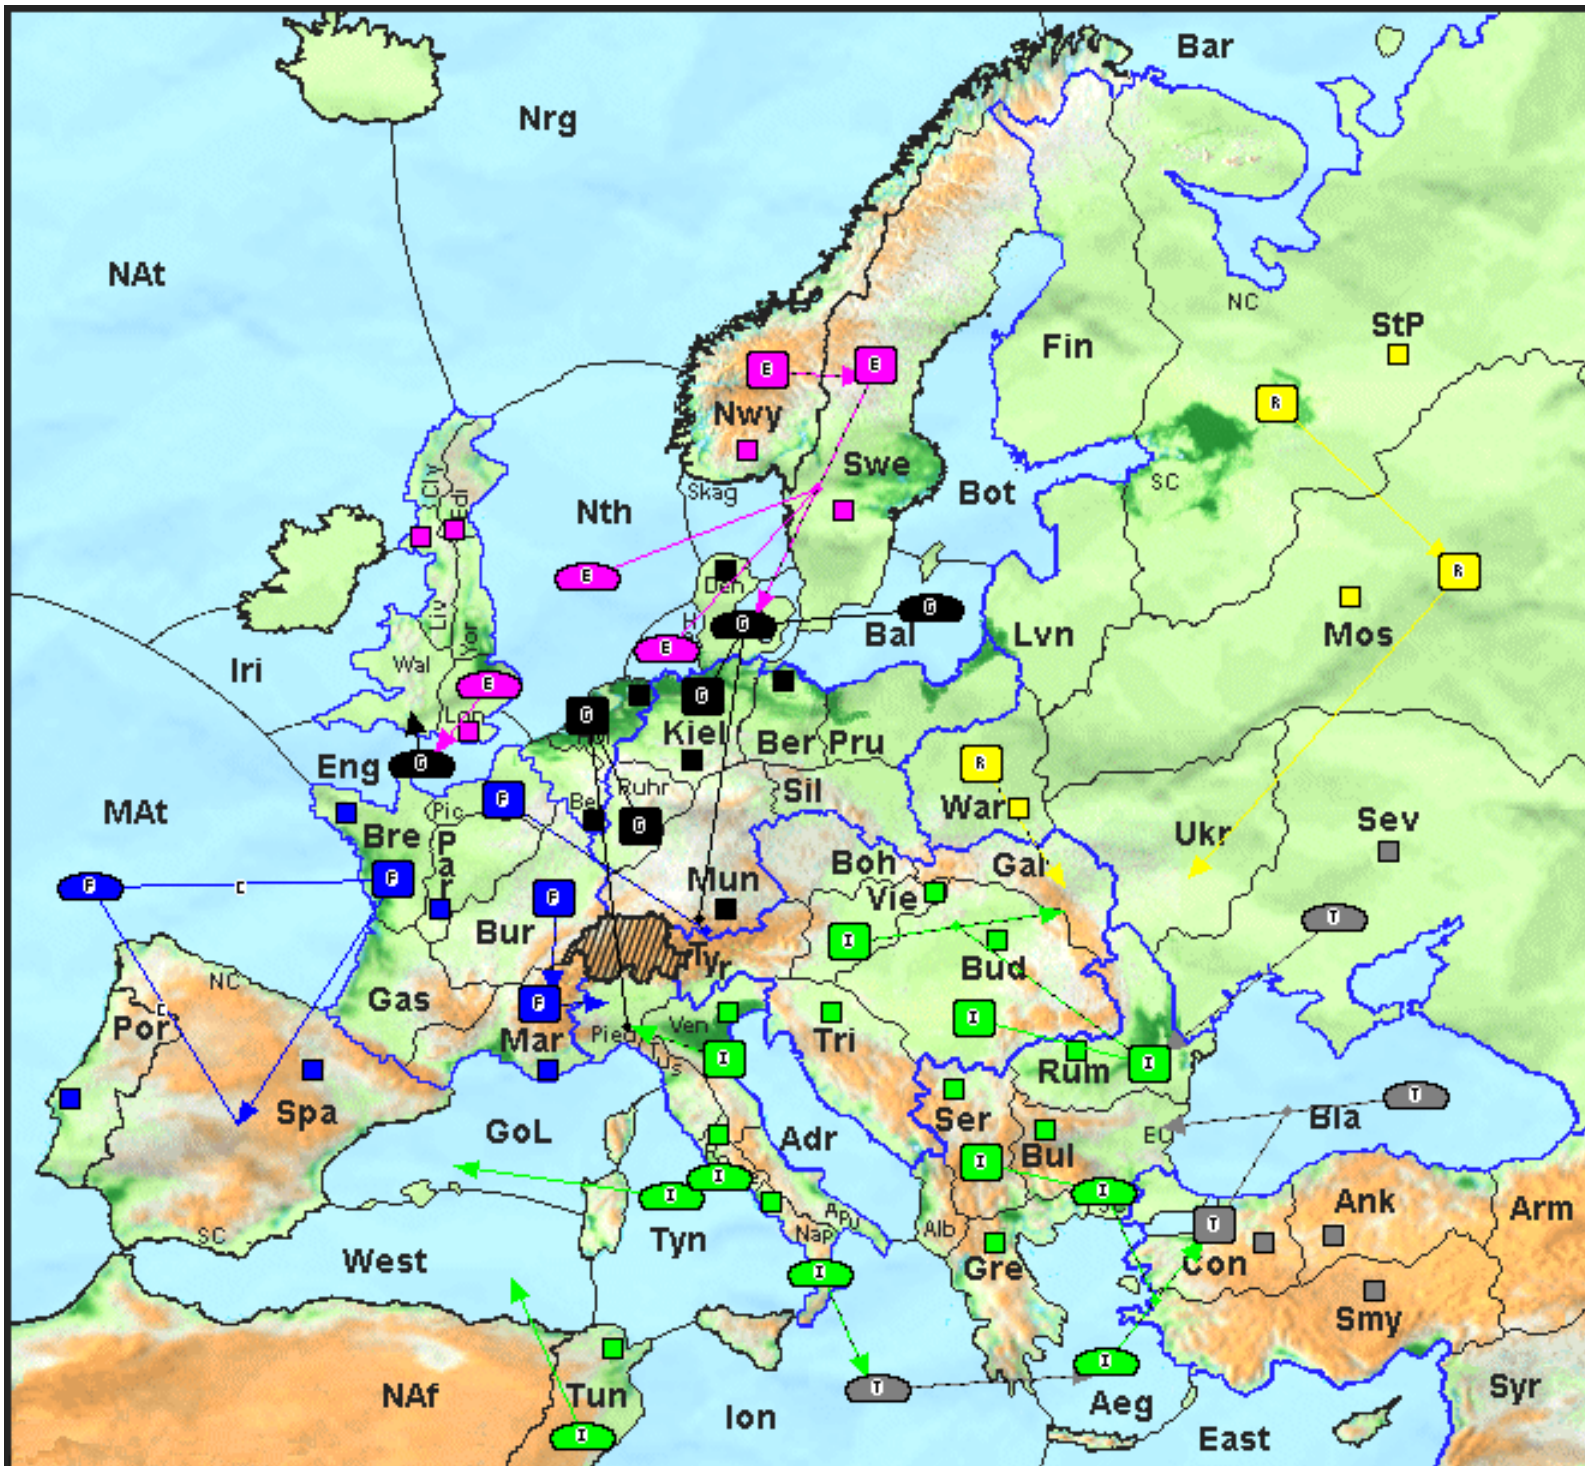 Bar
Nrg
NAt
NC
StP
Fin
E
E
R
Nwy
Swe
Cly
Edi
SC
Skag
Bot
Nth
R
E
Den
G
G
Bal
Lvn
Mos
Liv
Yor
Wal
Iri
E
E
Lon
G
G
Kiel
Ber
Pru
Eng
G
R
Sil
War
Ruhr
Bel
F
Pic
MAt
Bre
Par
G
Ukr
Sev
Boh
Gal
Mun
Vie
F
C
F
F
T
Bur
Tyr
I
Bud
NC
Gas
C
Por
F
Mar
Pied
Ven
Tri
I
Tus
I
Rum
I
Spa
GoL
Adr
Ser
Bul
EC
Bla
T
I
I
I
I
Tyn
Apu
Nap
Alb
SC
West
Gre
T
Con
Ank
Arm
I
Smy
I
NAf
Tun
T
Ion
Aeg
Syr
I
East